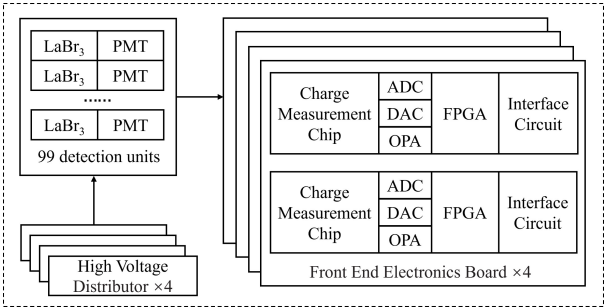 LaBr₃ PMT
LaBr₃ PMT
......
LaBr₃ PMT
99 detection units
High Voltage
Distributor ×4
Charge
Measurement
Chip
ADC
DAC
OPA
FPGA
Interface
Circuit
Charge
Measurement
Chip
ADC
DAC
OPA
FPGA
Interface
Circuit
Front End Electronics Board ×4